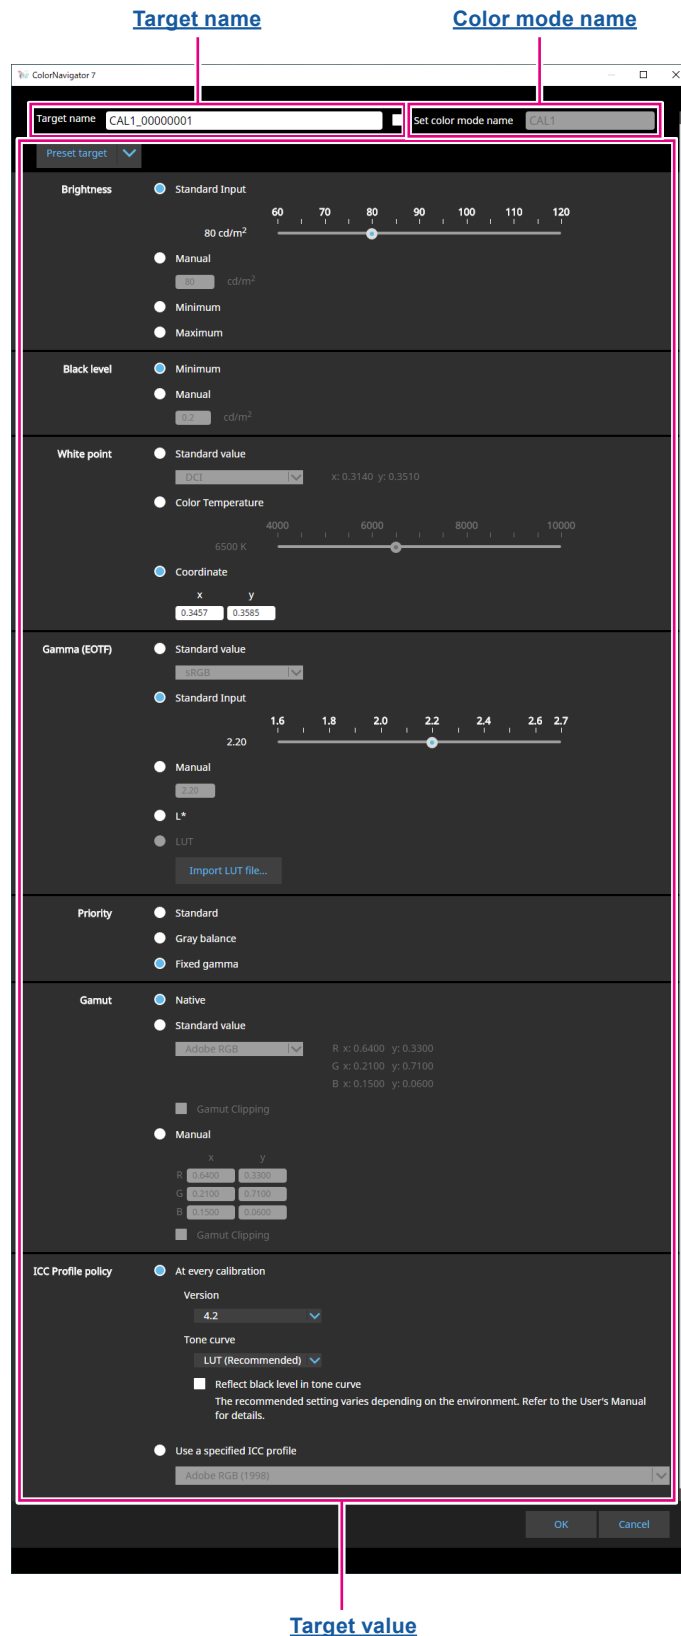 Target name Color mode name
ColorNavigator 7
Target name CAL1_00000001 Set color mode name CAL1
Preset target
Brightness Standard Input
60 70 80 90 100 110 120
80 cd/m2
Manual
80 cd/m2
Minimum
Maximum
Black level Minimum
Manual
0.2 cd/m2
White point Standard value
DCI x: 0.3140 y: 0.3510
Color Temperature
4000 6000 8000 10000
6500 K
Coordinate
x y
0.3457 0.3585
Gamma (EOTF) Standard value
sRGB
Standard Input
1.6 1.8 2.0 2.2 2.4 2.6 2.7
2.20
Manual
2.20
L*
LUT
Import LUT file...
Priority Standard
Gray balance
Fixed gamma
Gamut Native
Standard value
Adobe RGB R x: 0.6400 y: 0.3300
G x: 0.2100 y: 0.7100
B x: 0.1500 y: 0.0600
Gamut Clipping
Manual
x y
R 0.6400 0.3300
G 0.2100 0.7100
B 0.1500 0.0600
Gamut Clipping
ICC Profile policy At every calibration
Version
4.2
Tone curve
LUT (Recommended)
Reflect black level in tone curve
The recommended setting varies depending on the environment. Refer to the User's Manual
for details.
Use a specified ICC profile
Adobe RGB (1998)
OK Cancel
Target value